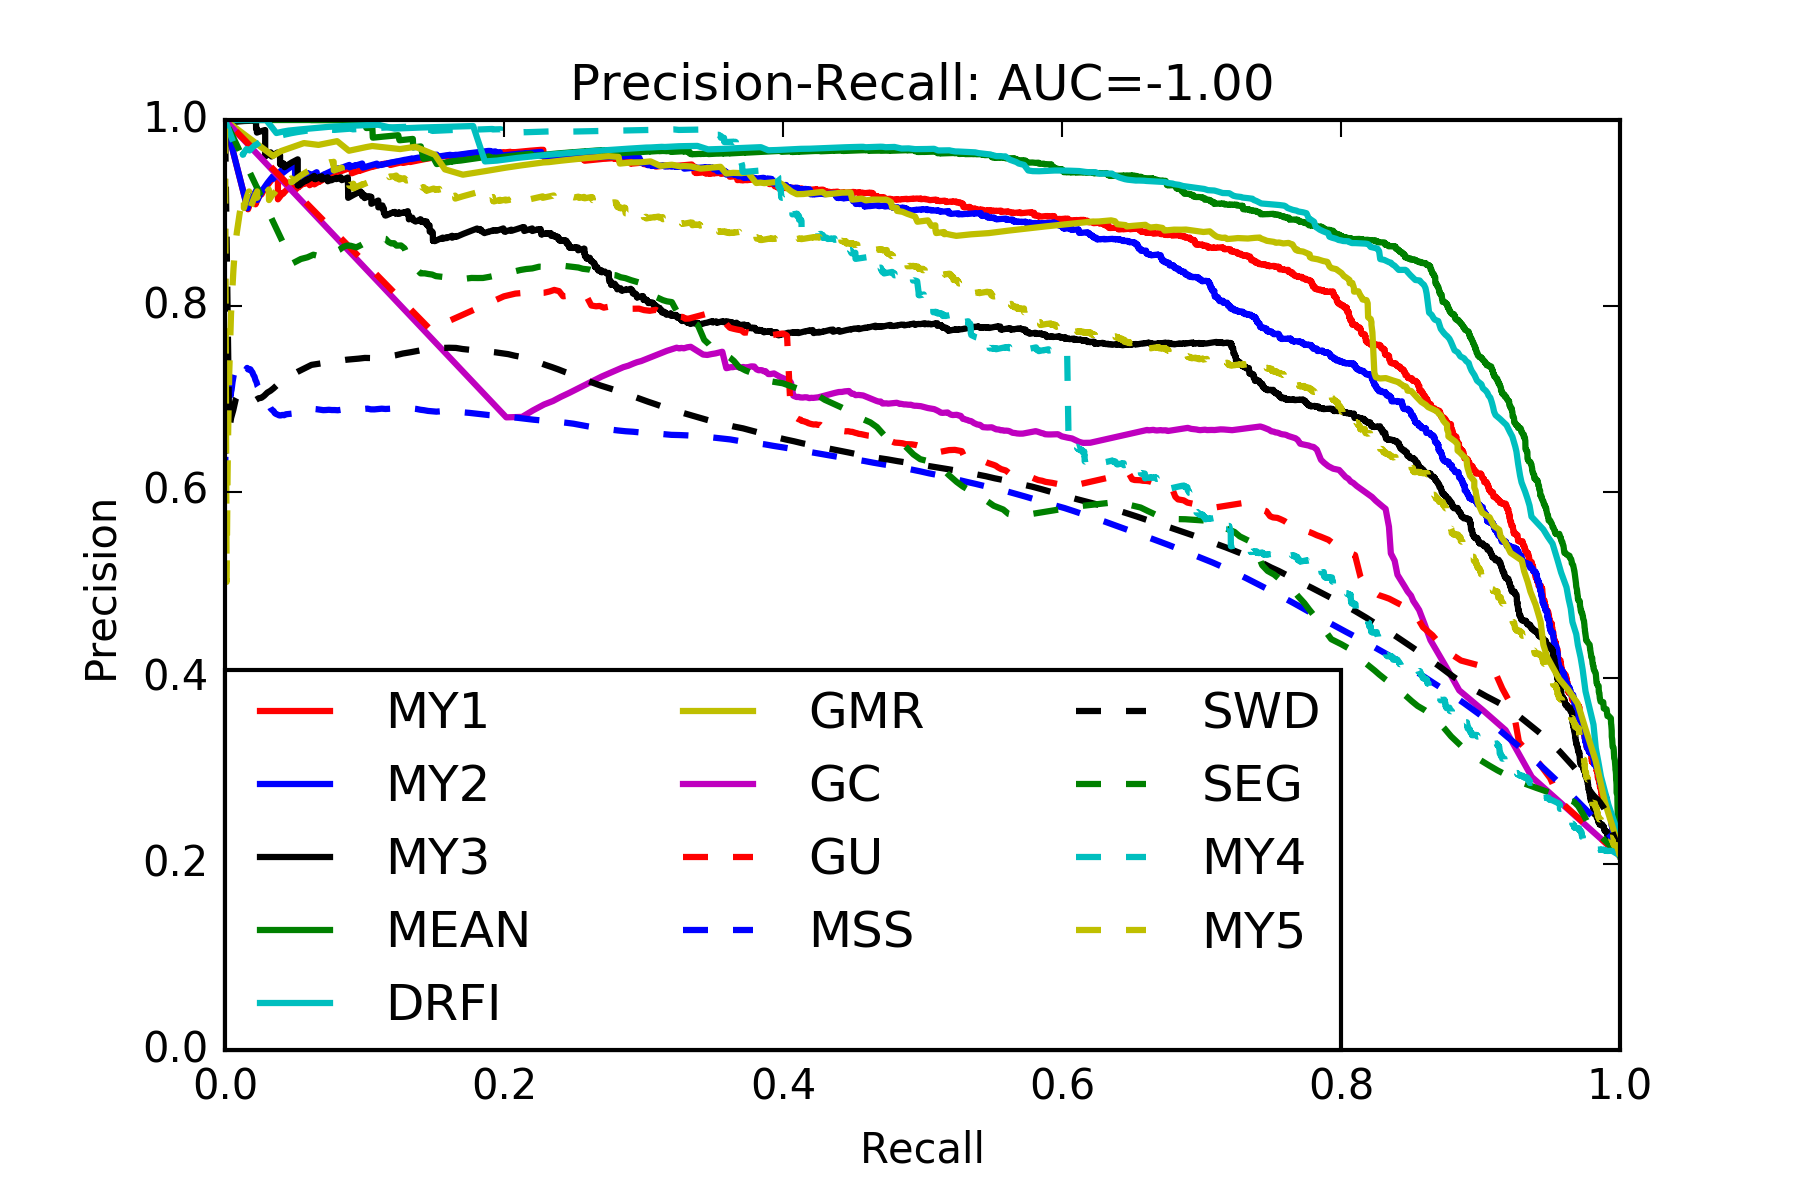 Precision-Recall: AUC=-1.00
1.0
0.8
0.6
0.4
0.2
0.0
Precision
MY1
MY2
MY3
MEAN
DRFI
GMR
GC
GU
MSS
SWD
SEG
MY4
MY5
0.0 0.2 0.4 0.6 0.8 1.0
Recall